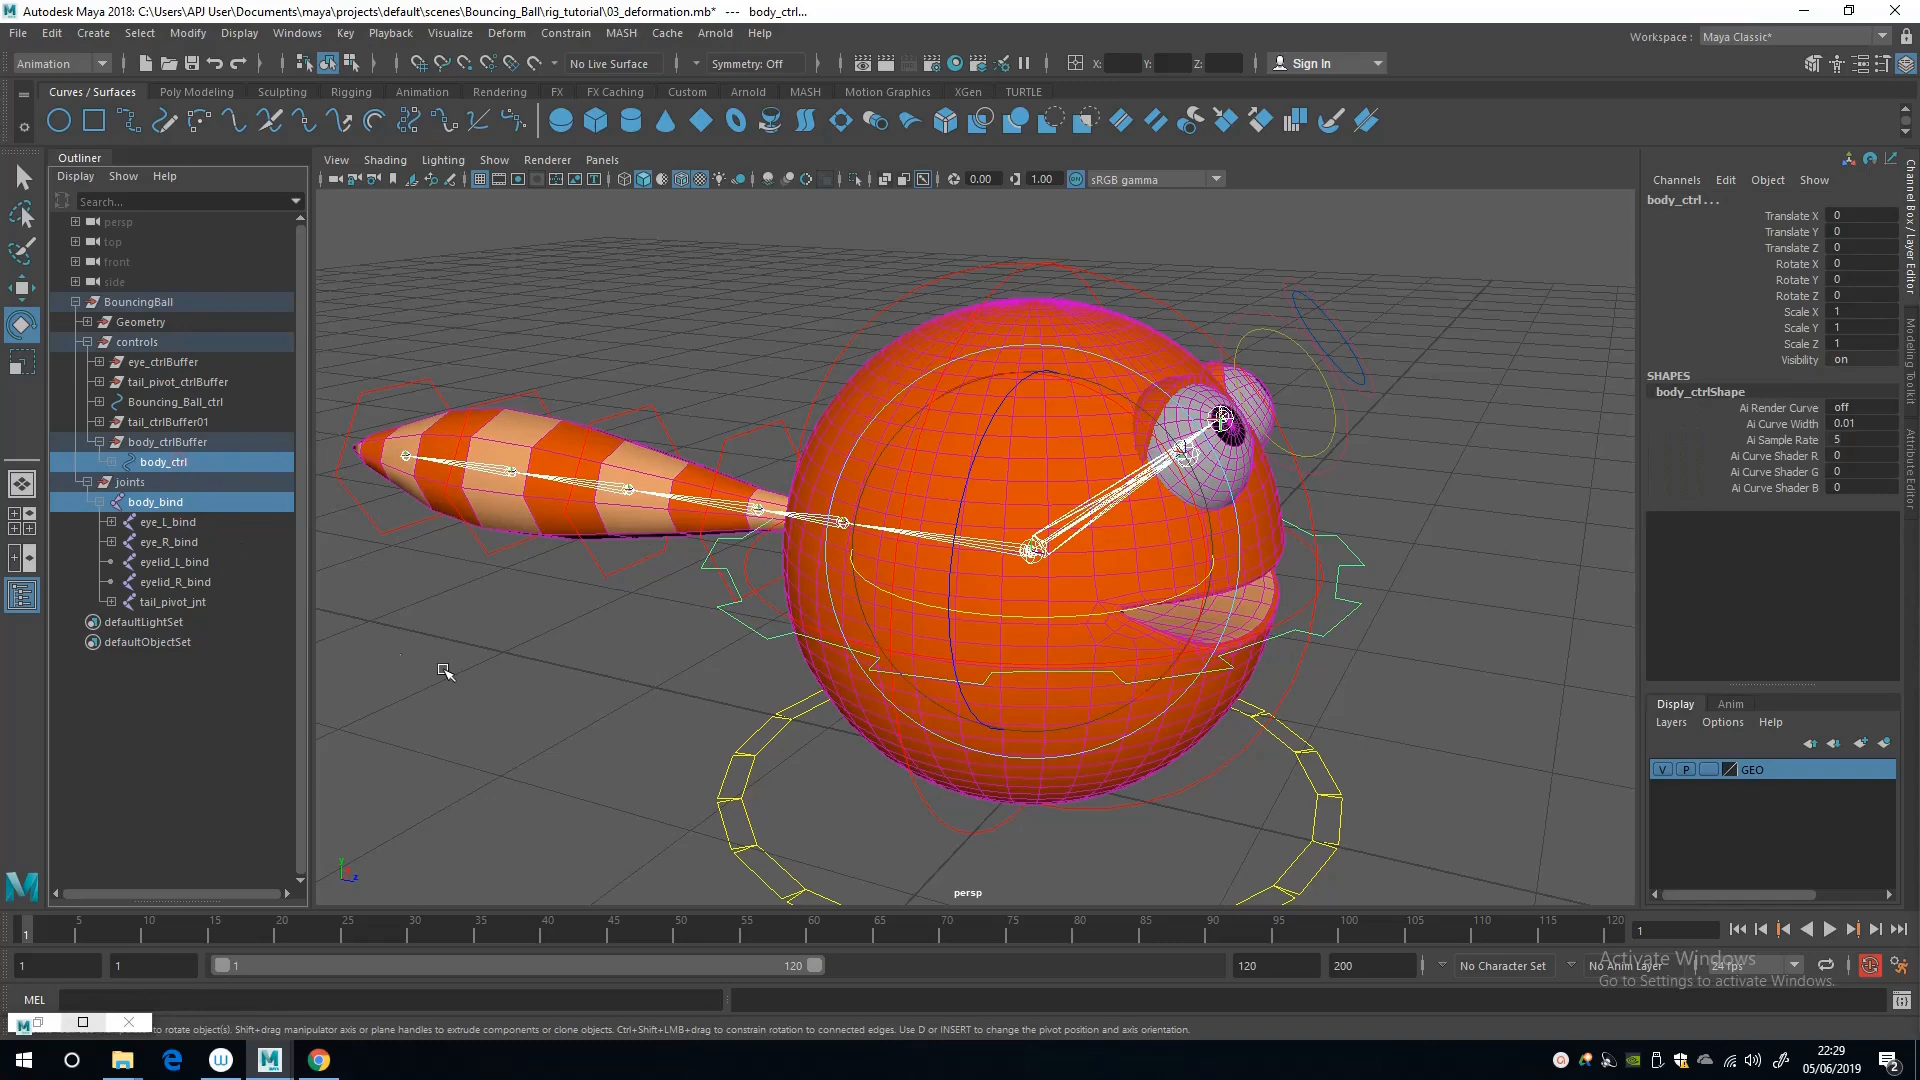 Autodesk Maya 2018: C:\Users\APJ User\Documents\maya\projects\default\scenes\Bouncing_Ball\rig_tutorial\03_deformation.mb*  ---  body_ctrl...
File Edit Create Select Modify Display Windows Key Playback Visualize Deform Constrain MASH Cache Arnold Help
Workspace : Maya Classic*
Animation
No Live Surface
Symmetry: Off
X:
Y:
Z:
Sign In
Curves / Surfaces Poly Modeling Sculpting Rigging Animation Rendering FX FX Caching Custom Arnold MASH Motion Graphics XGen TURTLE
Outliner
Display Show Help
Search...
persp
top
front
side
BouncingBall
Geometry
controls
eye_ctrlBuffer
tail_pivot_ctrlBuffer
Bouncing_Ball_ctrl
tail_ctrlBuffer01
body_ctrlBuffer
body_ctrl
joints
body_bind
eye_L_bind
eye_R_bind
eyelid_L_bind
eyelid_R_bind
tail_pivot_jnt
defaultLightSet
defaultObjectSet
View Shading Lighting Show Renderer Panels
0.00
1.00
sRGB gamma
y
z
persp
Channels Edit Object Show
body_ctrl . . .
Translate X 0
Translate Y 0
Translate Z 0
Rotate X 0
Rotate Y 0
Rotate Z 0
Scale X 1
Scale Y 1
Scale Z 1
Visibility on
SHAPES
body_ctrlShape
Ai Render Curve off
Ai Curve Width 0.01
Ai Sample Rate 5
Ai Curve Shader R 0
Ai Curve Shader G 0
Ai Curve Shader B 0
Channel Box / Layer Editor
Modeling Toolkit
Attribute Editor
Display Anim
Layers Options Help
V P GEO
5 10 15 20 25 30 35 40 45 50 55 60 65 70 75 80 85 90 95 100 105 110 115 120
1
1
1
1
1
120
120
200
No Character Set
No Anim Layer
24 fps
Activate Windows
Go to Settings to activate Windows.
MEL
to rotate object(s). Shift+drag manipulator axis or plane handles to extrude components or clone objects. Ctrl+Shift+LMB+drag to constrain rotation to connected edges. Use D or INSERT to change the pivot position and axis orientation.
22:29
05/06/2019
2